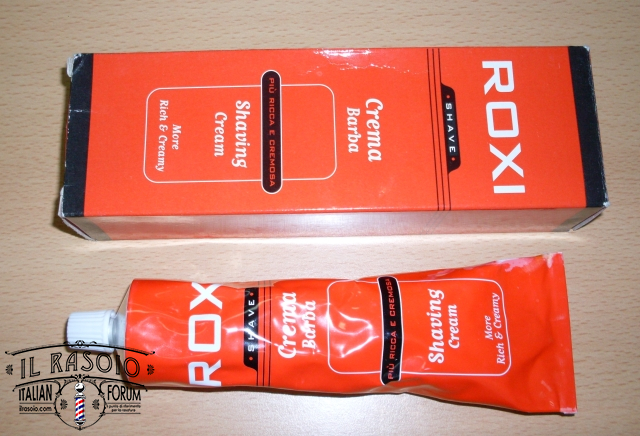 ROXI
SHAVE
Crema
Barba
PIÙ RICCA E CREMOSA
Shaving
Cream
More
Rich & Creamy
ROXI
SHAVE
Crema
Barba
PIÙ RICCA E CREMOSA
Shaving
Cream
More
Rich & Creamy
IL RASOIO
ITALIAN FORUM
ilrasoio.com